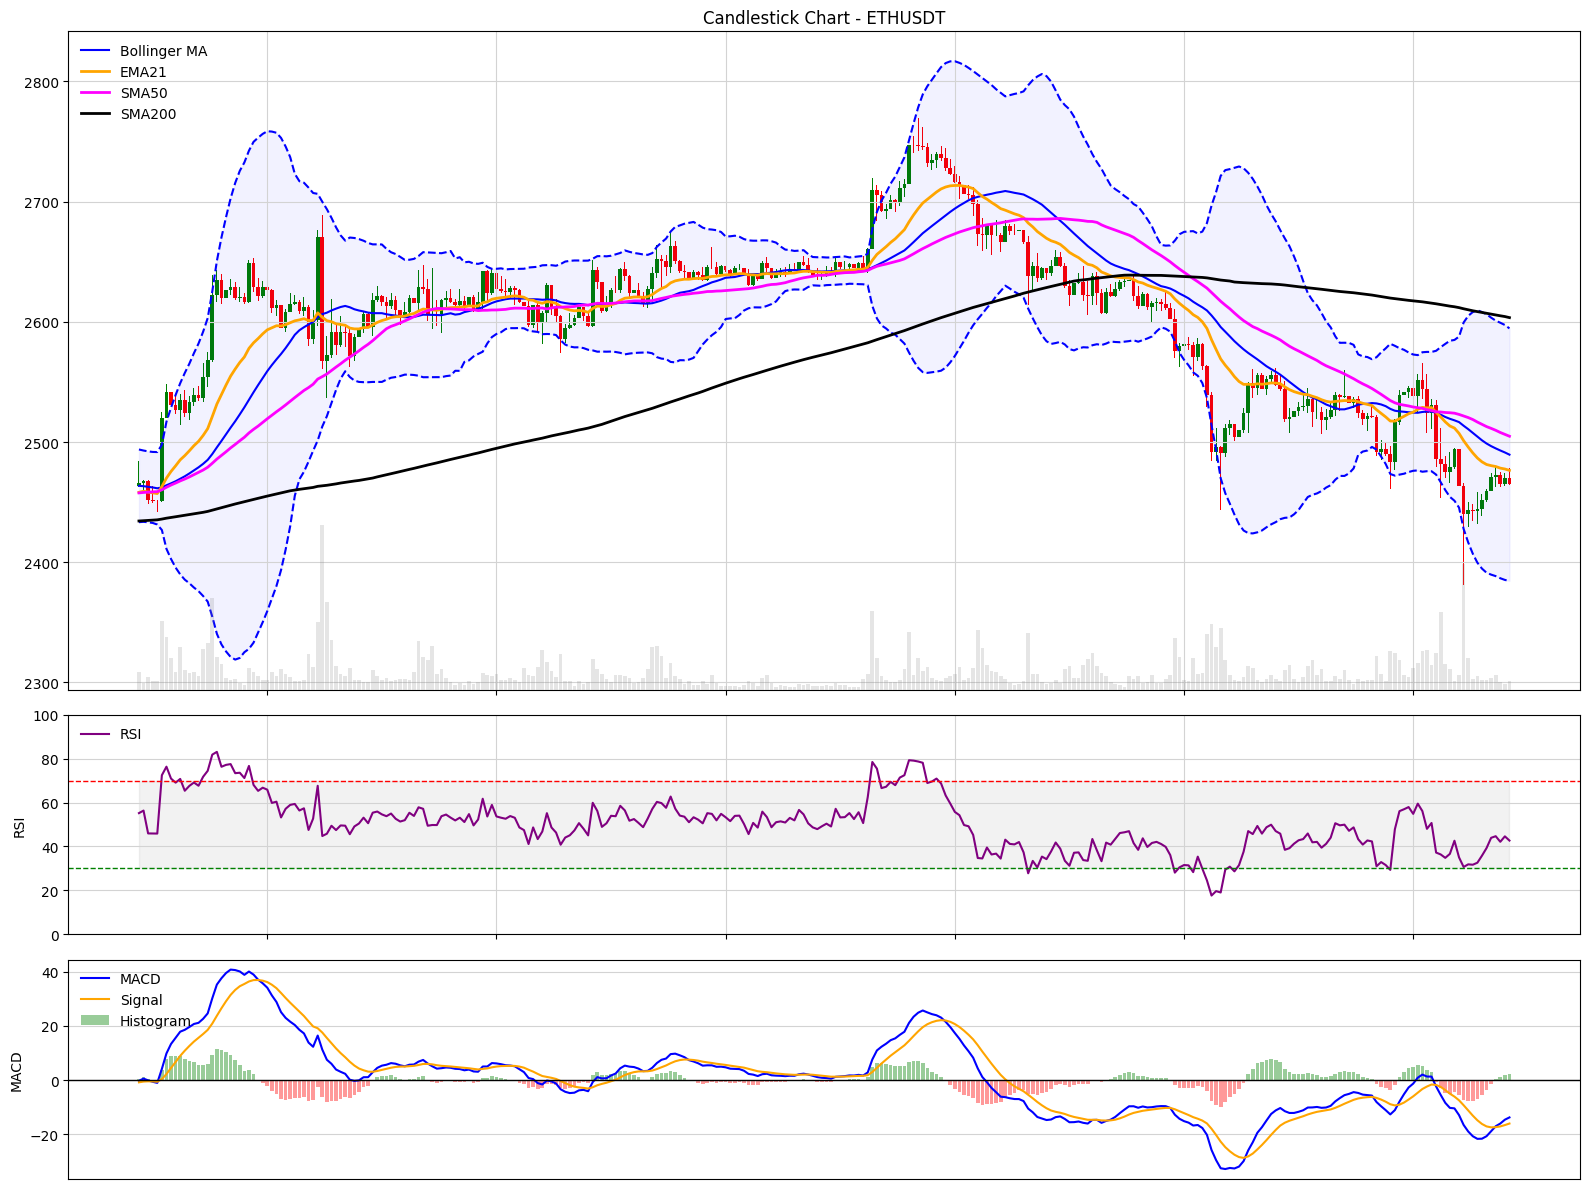 Candlestick Chart - ETHUSDT
Bollinger MA
EMA21
SMA50
SMA200
2800
2700
2600
2500
2400
2300
RSI
100
80
60
40
20
0
RSI
MACD
Signal
Histogram
40
20
0
−20
MACD